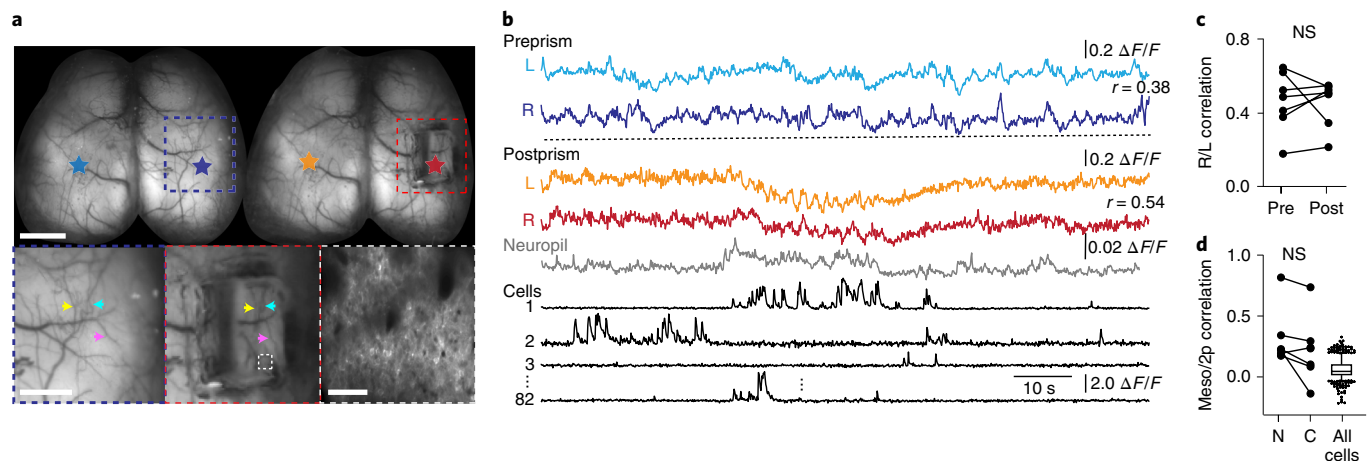 a
b
Preprism
L
0.2 ΔF/F
r = 0.38
R
Postprism
L
0.2 ΔF/F
r = 0.54
R
Neuropil
0.02 ΔF/F
Cells
1
2
3
82
10 s
2.0 ΔF/F
c
NS
0.8
0.4
0.0
R/L correlation
Pre Post
d
NS
1.0
0.5
0.0
Meso/2p correlation
N C All
cells